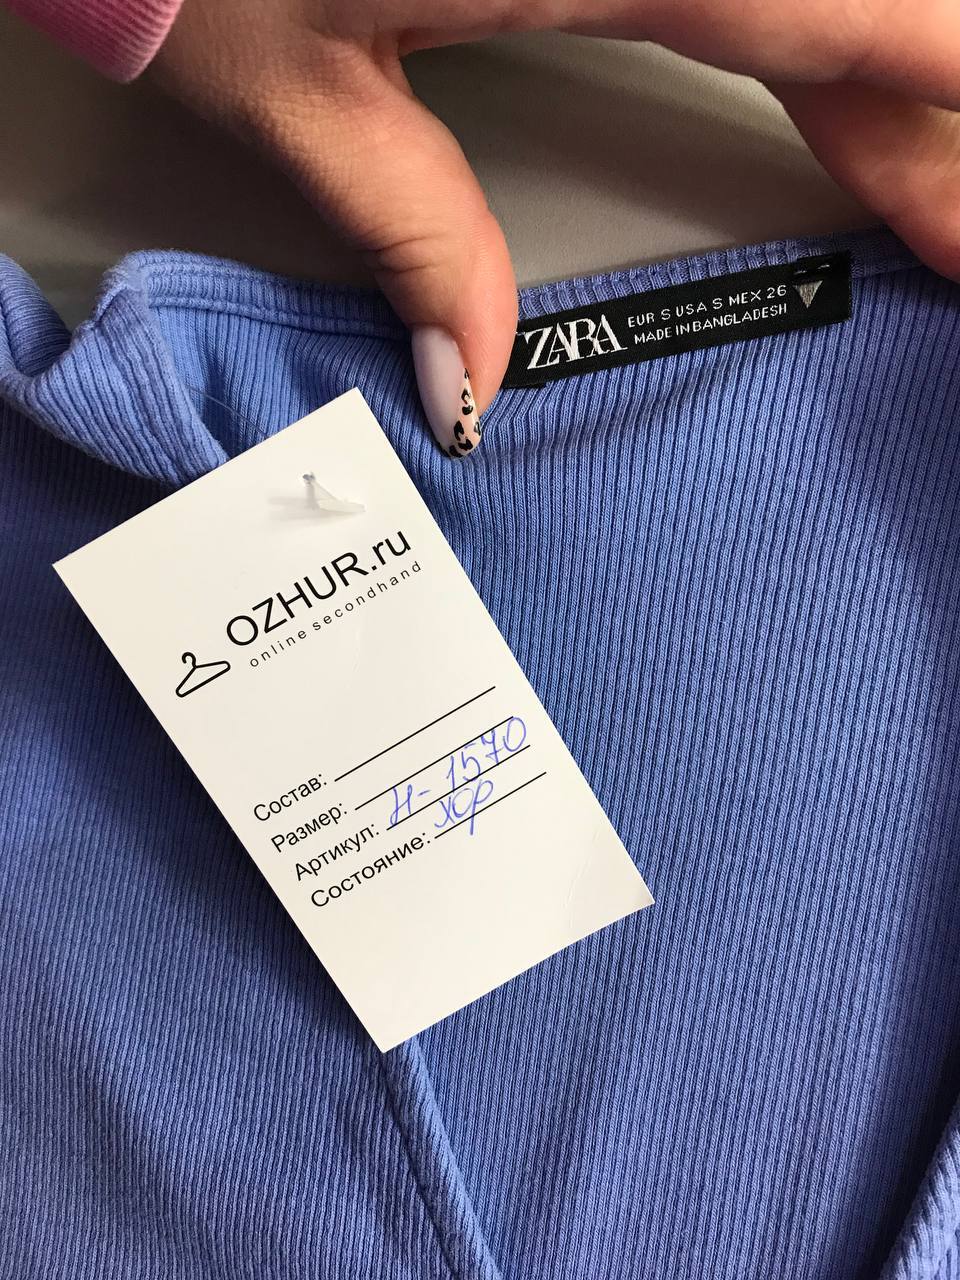 ZARA
EUR S USA S MEX 26
MADE IN BANGLADESH
OZHUR.ru
online secondhand
Состав:
Размер:
Артикул: Н-1570
Состояние: хор